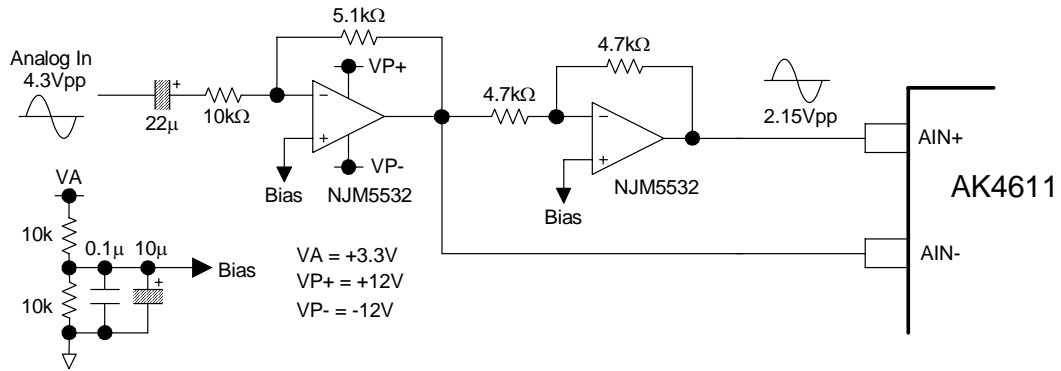 5.1kΩ
4.7kΩ
Analog In
4.3Vpp
VP+
+
22μ
10kΩ
−
+
4.7kΩ
−
+
2.15Vpp
AIN+
VP-
Bias
NJM5532
NJM5532
Bias
AK4611
VA
10k
0.1μ
10μ
+
Bias
10k
VA = +3.3V
VP+ = +12V
VP- = -12V
AIN-